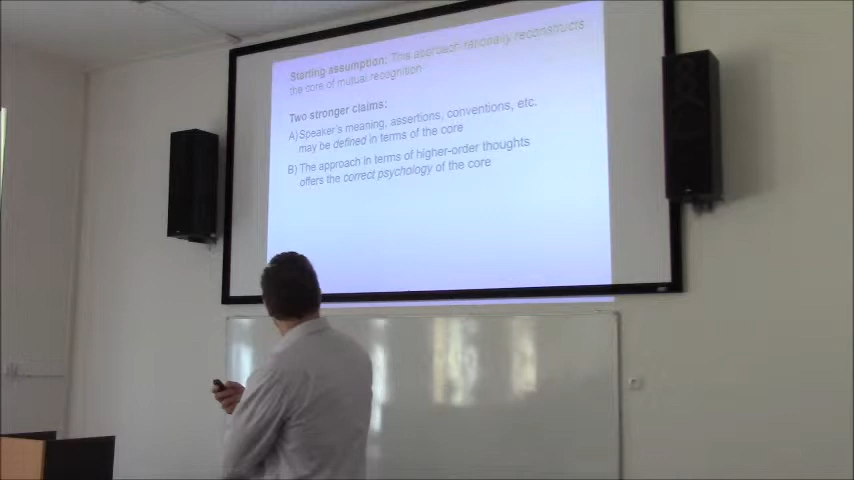 Starting assumption: This approach rationally reconstructs
the core of mutual recognition
Two stronger claims:
A) Speaker's meaning, assertions, conventions, etc.
may be defined in terms of the core
B) The approach in terms of higher-order thoughts
offers the correct psychology of the core